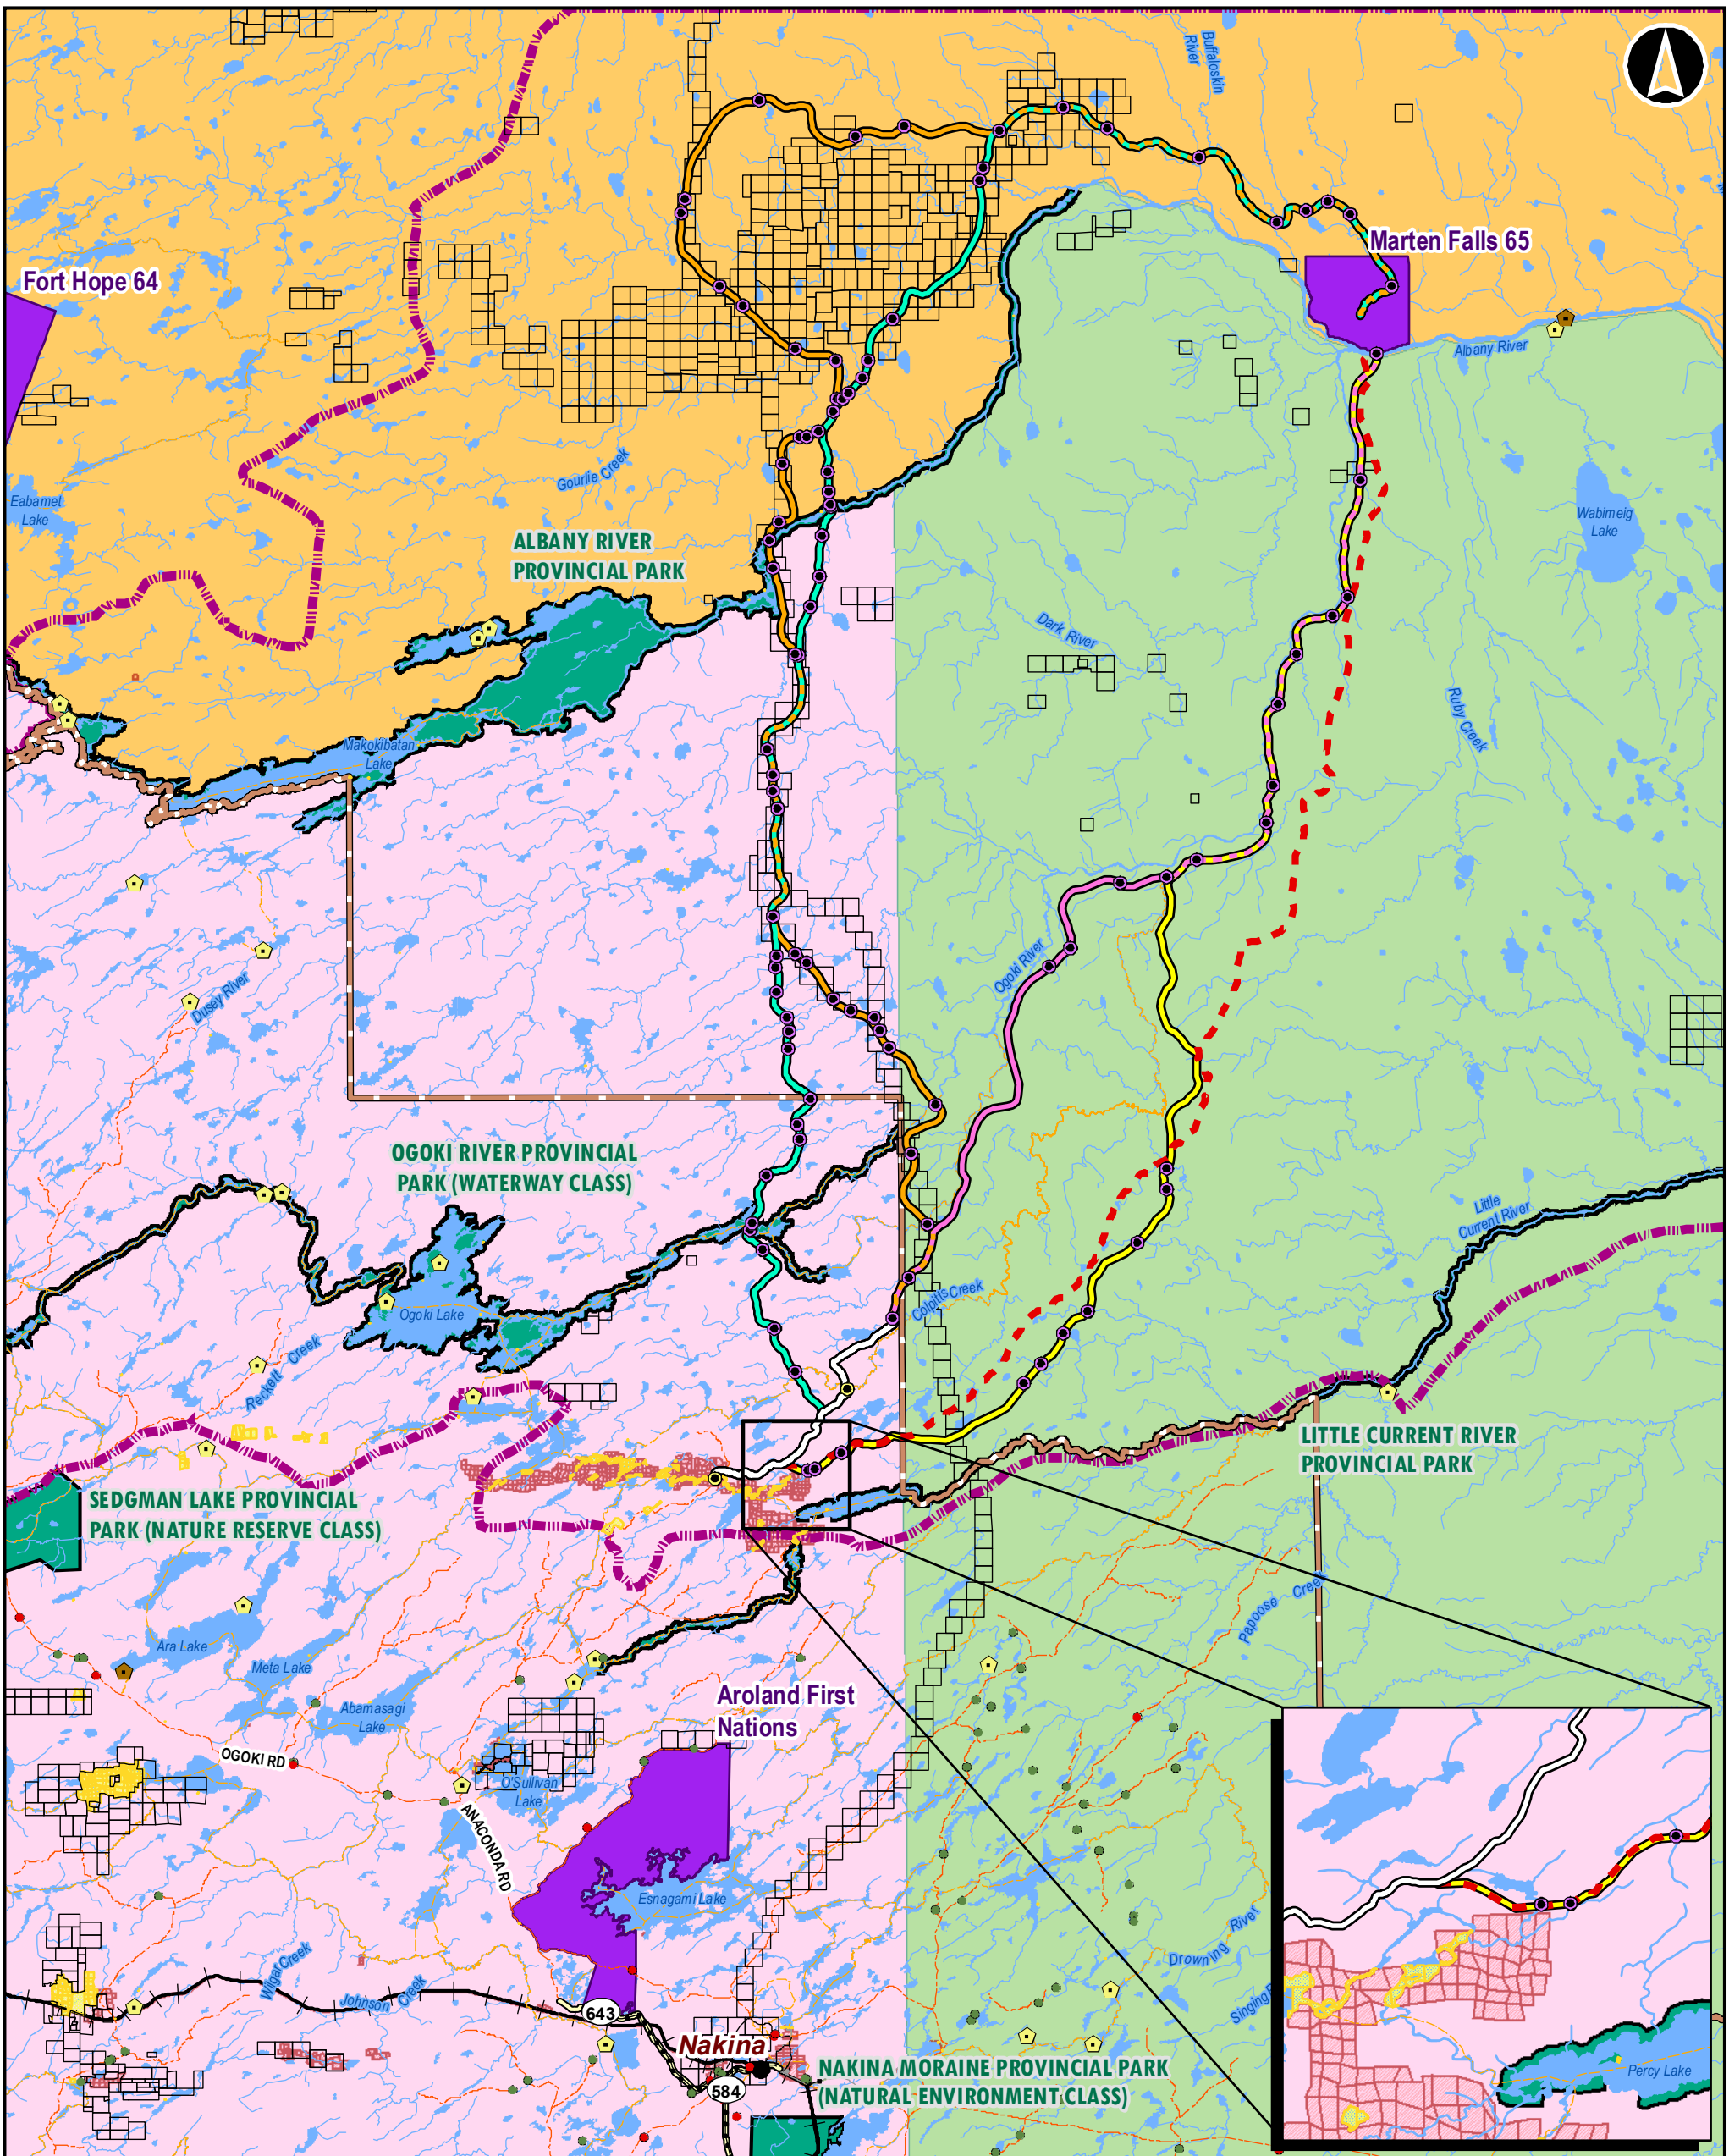 Buffaloskin
River
Marten Falls 65
Fort Hope 64
Albany River
Gourlie Creek
Eabamet
Lake
Wabimeig
Lake
ALBANY RIVER
PROVINCIAL PARK
Dark River
Ruby Creek
Makokibatan
Lake
Ogoki River
Dusey River
OGOKI RIVER PROVINCIAL
PARK (WATERWAY CLASS)
Little
Current River
Colpitts Creek
Ogoki Lake
Reckett Creek
LITTLE CURRENT RIVER
PROVINCIAL PARK
SEDGMAN LAKE PROVINCIAL
PARK (NATURE RESERVE CLASS)
Papoose Creek
Ara Lake
Meta Lake
Abamasagi
Lake
Aroland First
Nations
OGOKI RD
O'Sullivan
Lake
ANACONDA RD
Esnagami Lake
Drowning River
Wilgar Creek
Johnson Creek
Singing
643
Nakina
584
NAKINA MORAINE PROVINCIAL PARK
(NATURAL ENVIRONMENT CLASS)
Percy Lake